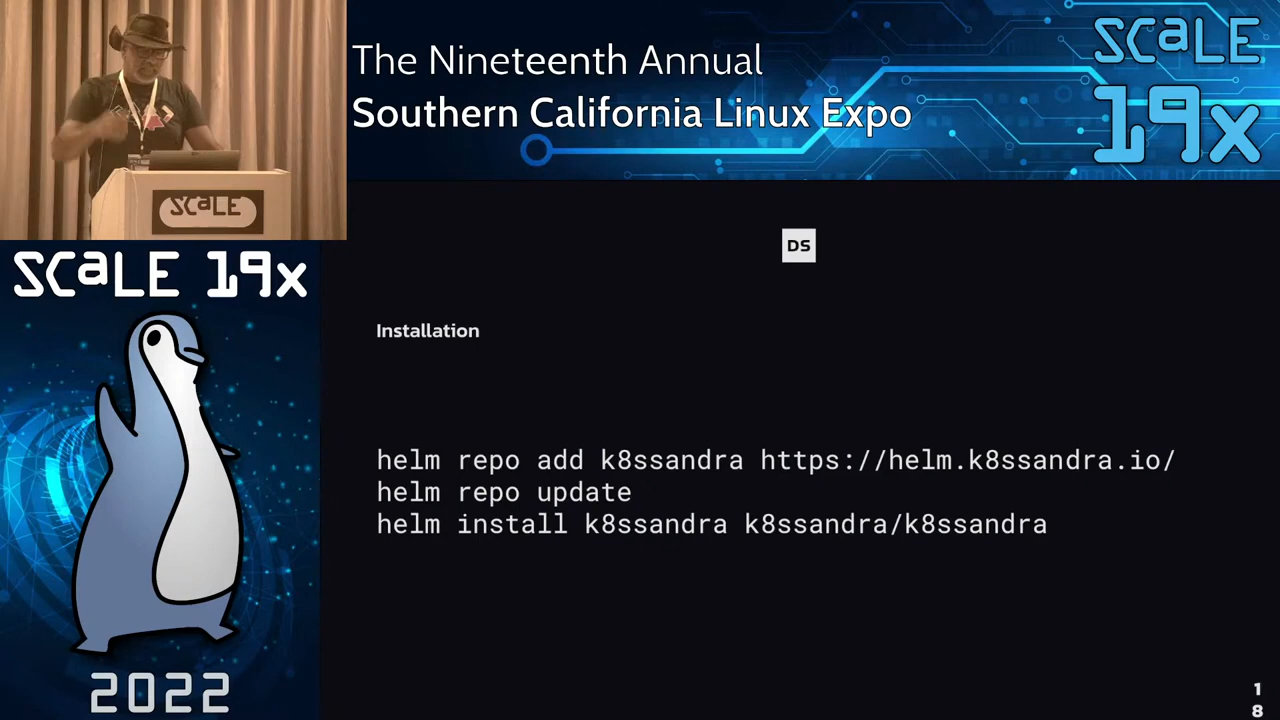 The Nineteenth Annual
Southern California Linux Expo
SCaLE
19x
SCaLE
SCaLE 19x
2022
DS
Installation
helm repo add k8ssandra https://helm.k8ssandra.io/
helm repo update
helm install k8ssandra k8ssandra/k8ssandra
1
8